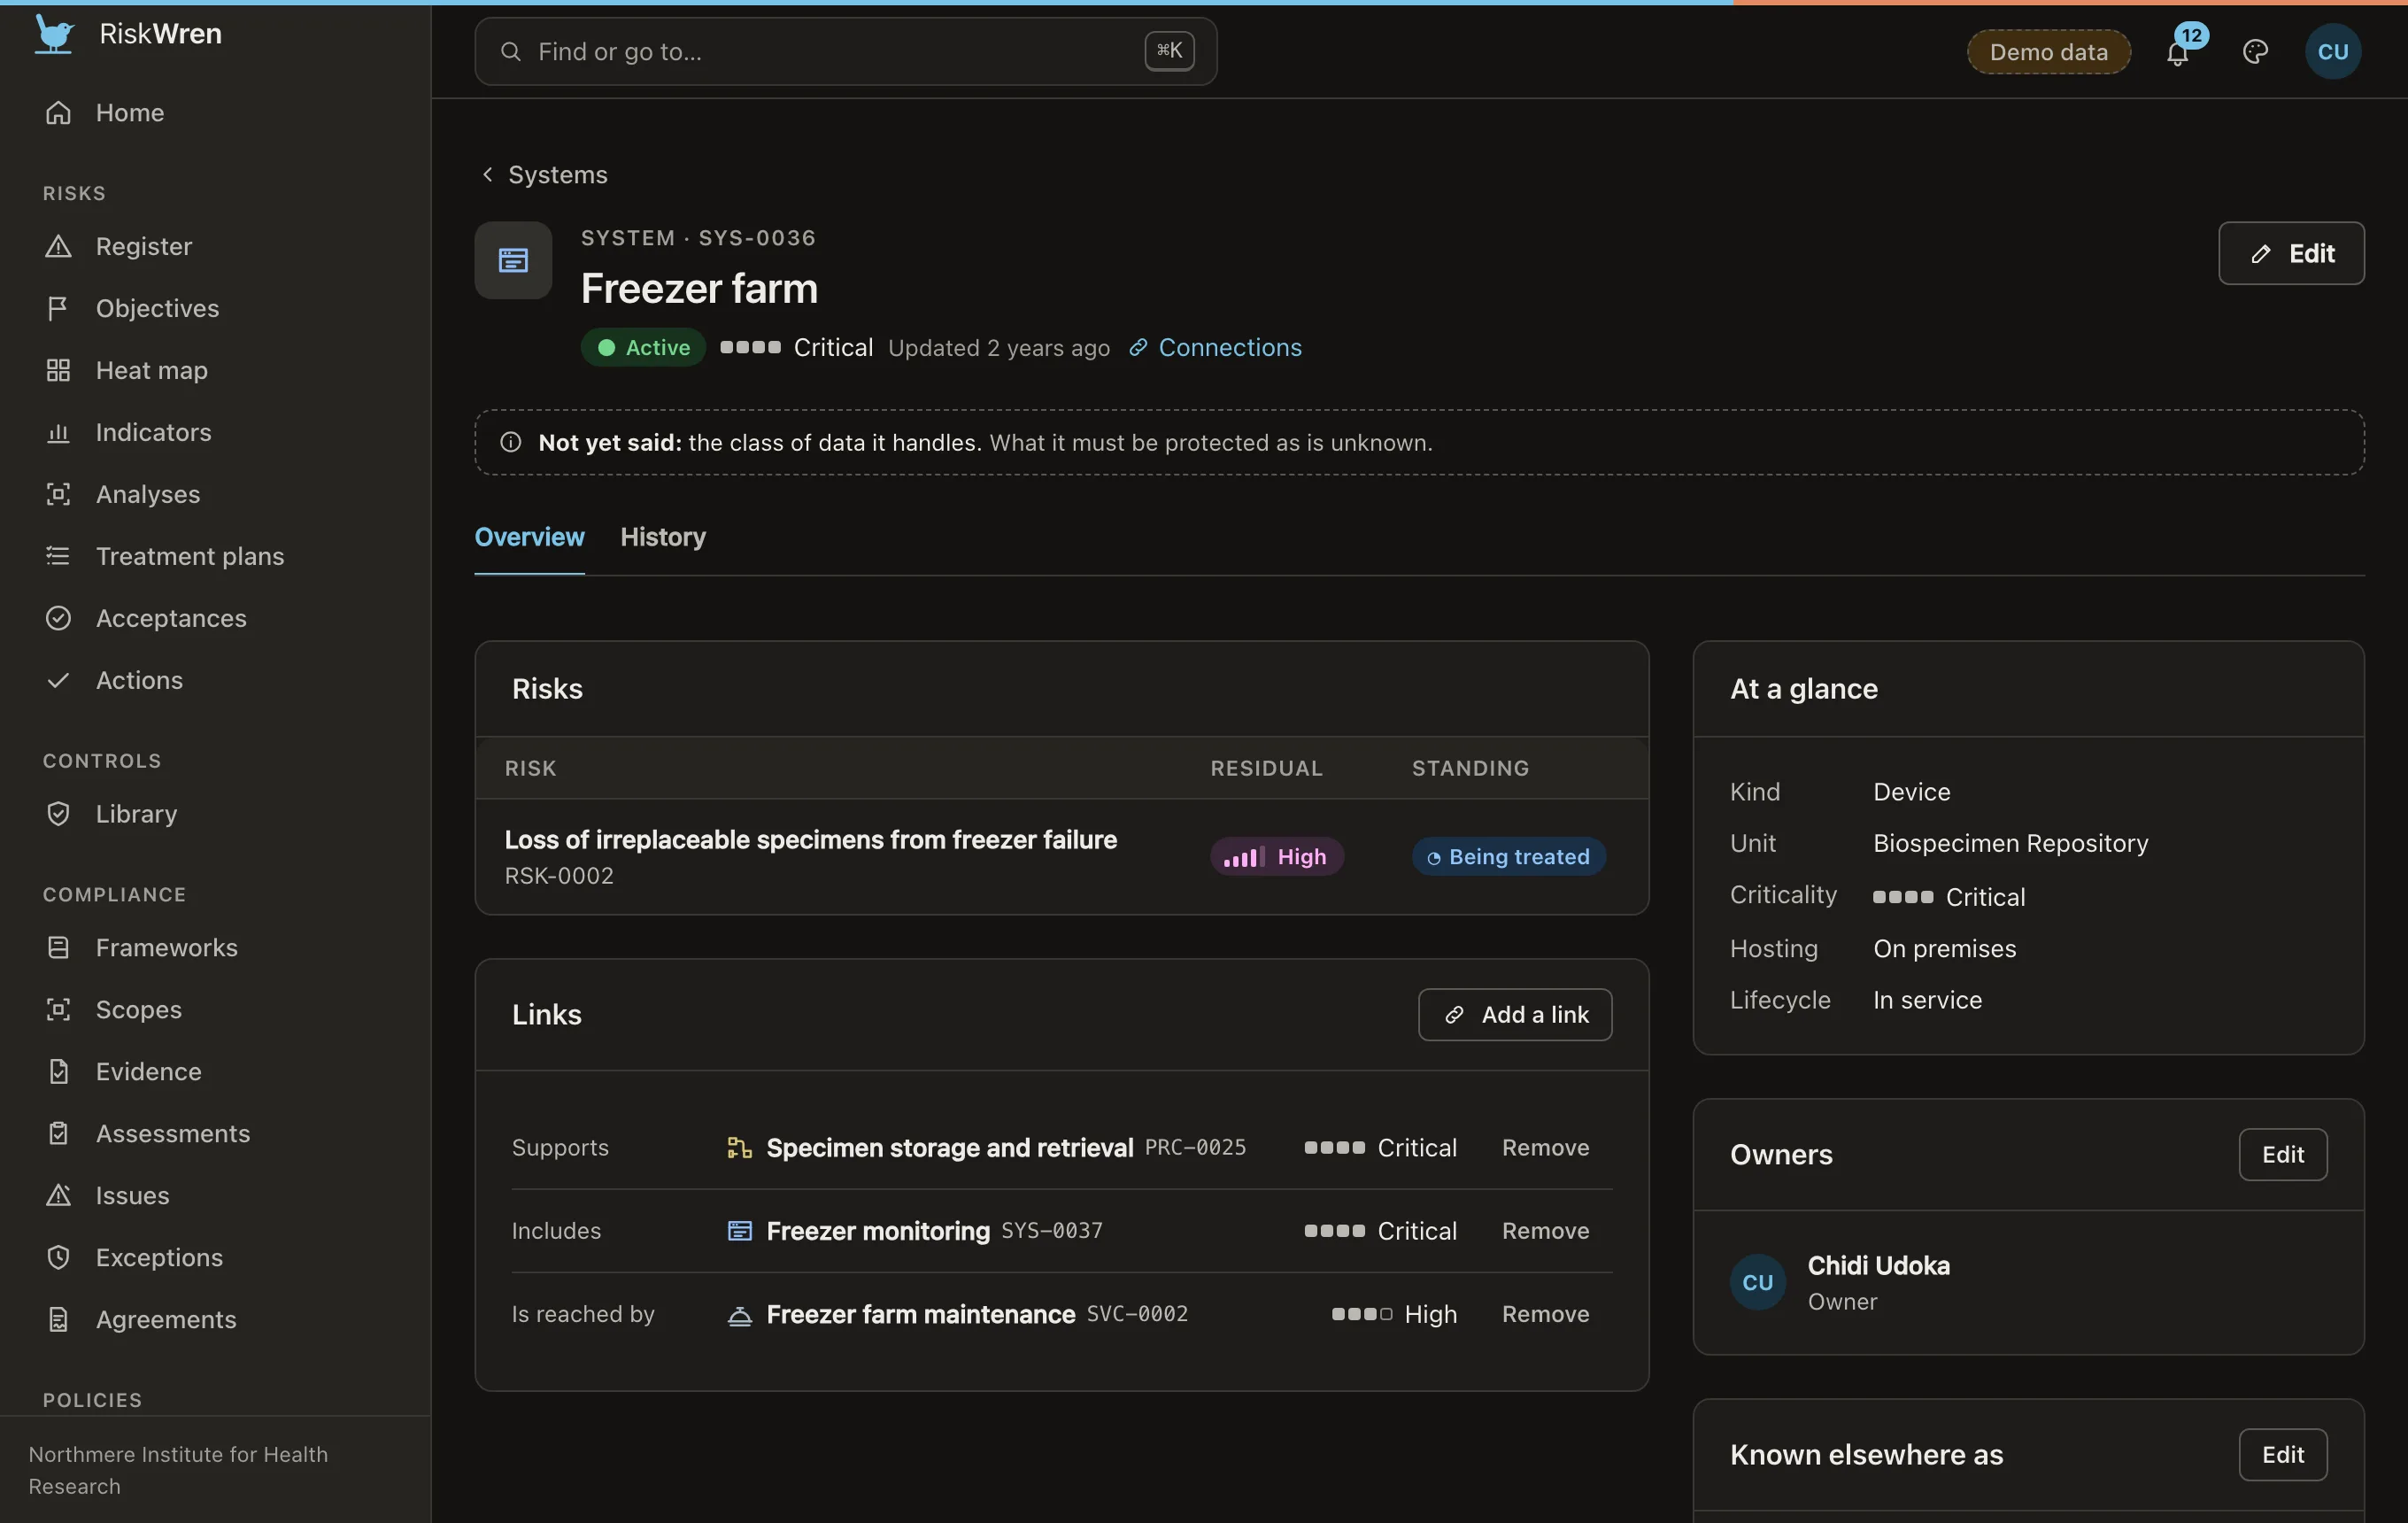 RiskWren
Find or go to...
⌘K
Demo data
12
CU
Home
RISKS
Register
Objectives
Heat map
Indicators
Analyses
Treatment plans
Acceptances
Actions
CONTROLS
Library
COMPLIANCE
Frameworks
Scopes
Evidence
Assessments
Issues
Exceptions
Agreements
POLICIES
Northmere Institute for Health
Research
Systems
SYSTEM · SYS-0036
Freezer farm
Edit
Active Critical Updated 2 years ago Connections
Not yet said: the class of data it handles. What it must be protected as is unknown.
Overview History
Risks
RISK RESIDUAL STANDING
Loss of irreplaceable specimens from freezer failure
RSK-0002
High
Being treated
Links
Add a link
Supports Specimen storage and retrieval PRC-0025 Critical Remove
Includes Freezer monitoring SYS-0037 Critical Remove
Is reached by Freezer farm maintenance SVC-0002 High Remove
At a glance
Kind Device
Unit Biospecimen Repository
Criticality Critical
Hosting On premises
Lifecycle In service
Owners
Edit
CU
Chidi Udoka
Owner
Known elsewhere as
Edit